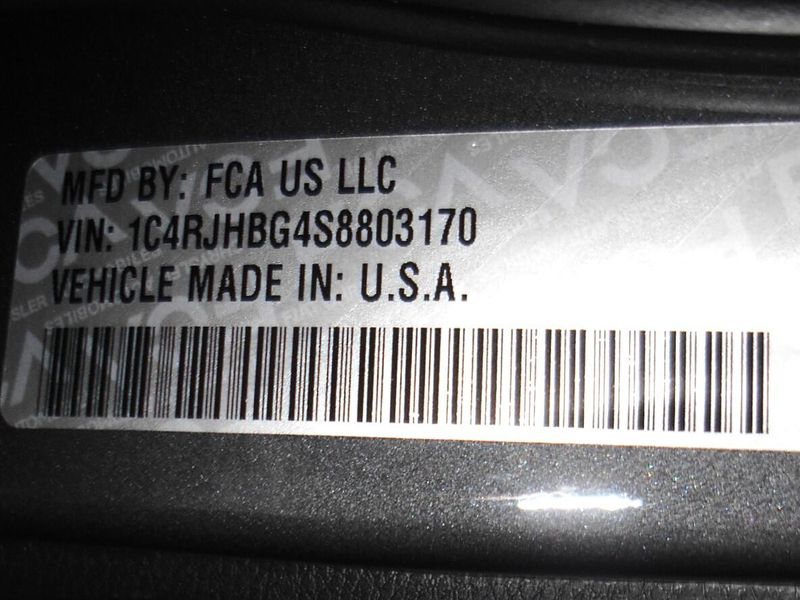 MFD BY: FCA US LLC
VIN: 1C4RJHBG4S8803170
VEHICLE MADE IN: U.S.A.